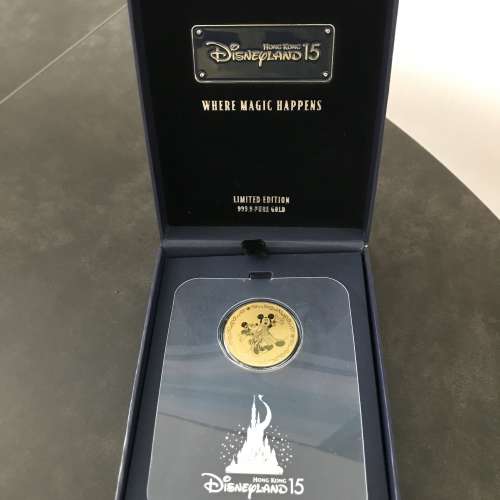 HONG KONG
DISNEYLAND 15
WHERE MAGIC HAPPENS
LIMITED EDITION
999.9 PURE GOLD
HONG KONG
DISNEYLAND 15